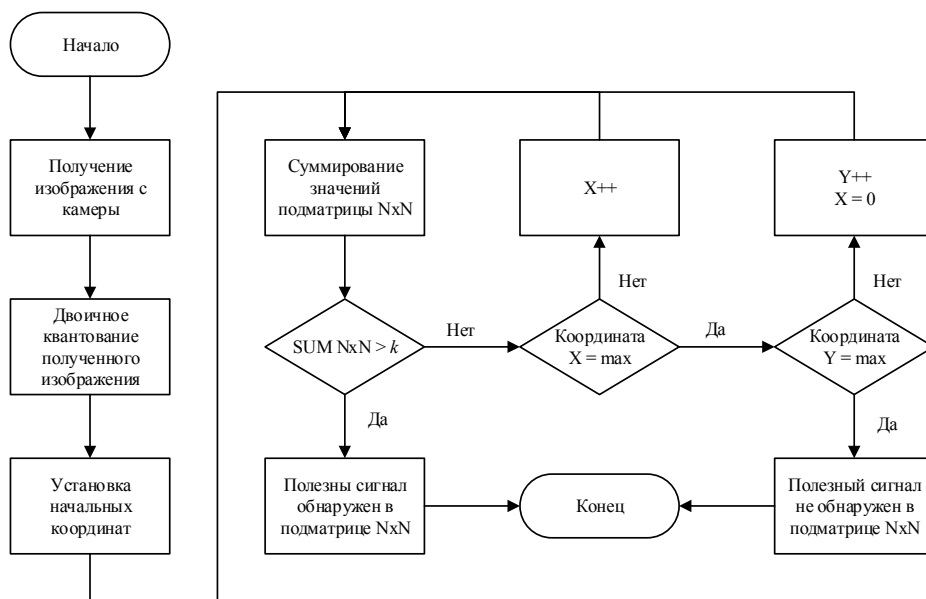 Начало
Получение
изображения с
камеры
Двоичное
квантование
полученного
изображения
Установка
начальных
координат
Суммирование
значений
подматрицы NxN
SUM NxN > k
Нет
Да
Полезны сигнал
обнаружен в
подматрице NxN
X++
Нет
Координата
X = max
Да
Конец
Y++
X = 0
Нет
Координата
Y = max
Да
Полезный сигнал
не обнаружен в
подматрице NxN